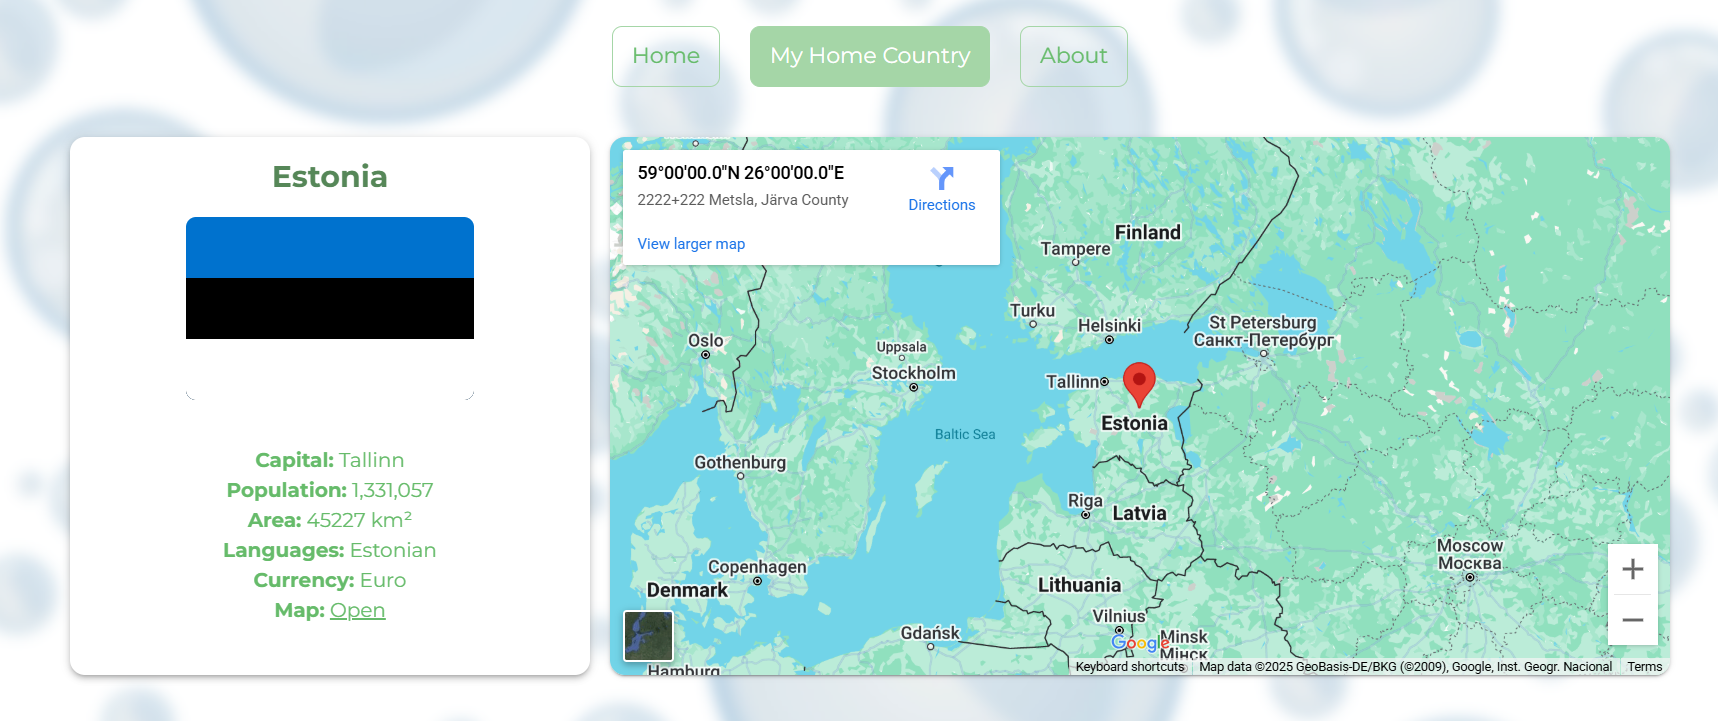 Home
My Home Country
About
Estonia
Capital: Tallinn
Population: 1,331,057
Area: 45227 km²
Languages: Estonian
Currency: Euro
Map: Open
59°00'00.0"N 26°00'00.0"E
2222+222 Metsla, Järva County
Directions
View larger map
Finland
Tampere
Turku
Helsinki
St Petersburg
Санкт-Петербург
Oslo
Uppsala
Stockholm
Tallinn
Estonia
Baltic Sea
Gothenburg
Riga
Latvia
Moscow
Москва
Copenhagen
Denmark
Lithuania
Vilnius
Gdańsk
Google
Minsk
Мінск
Hamburg
Keyboard shortcuts
Map data ©2025 GeoBasis-DE/BKG (©2009), Google, Inst. Geogr. Nacional
Terms